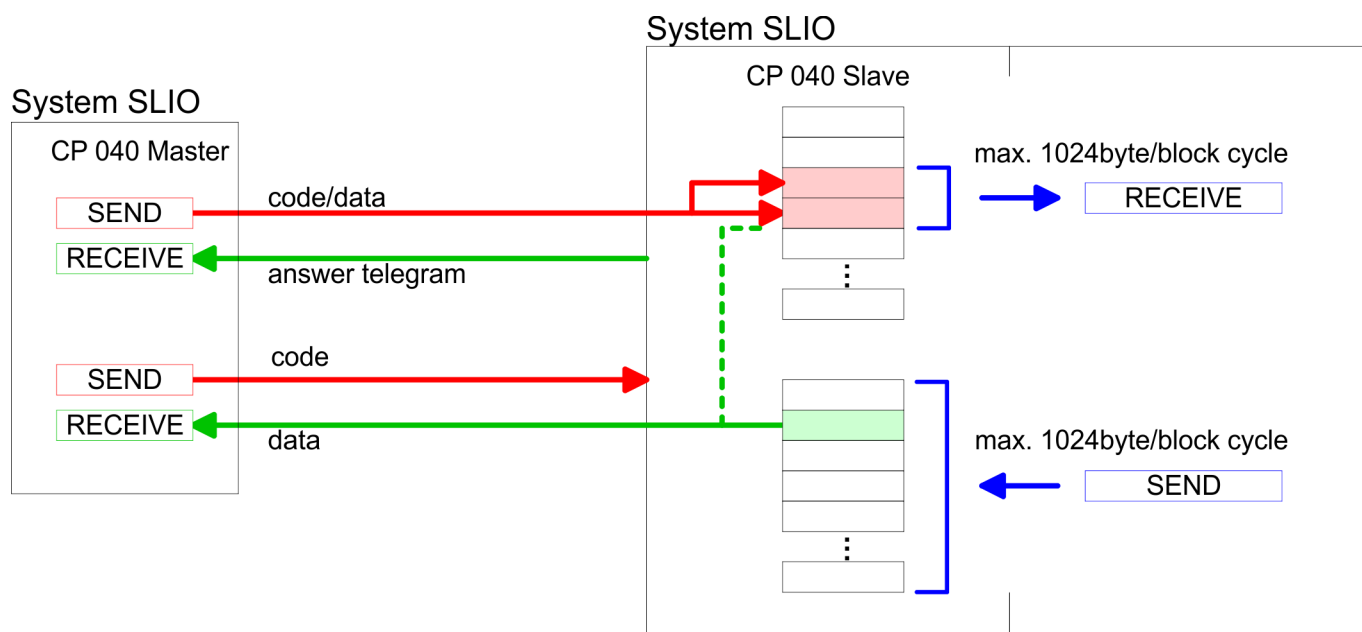 System SLIO
CP 040 Slave
System SLIO
CP 040 Master
max. 1024byte/block cycle
SEND
code/data
RECEIVE
RECEIVE
answer telegram
code
SEND
RECEIVE
data
max. 1024byte/block cycle
SEND